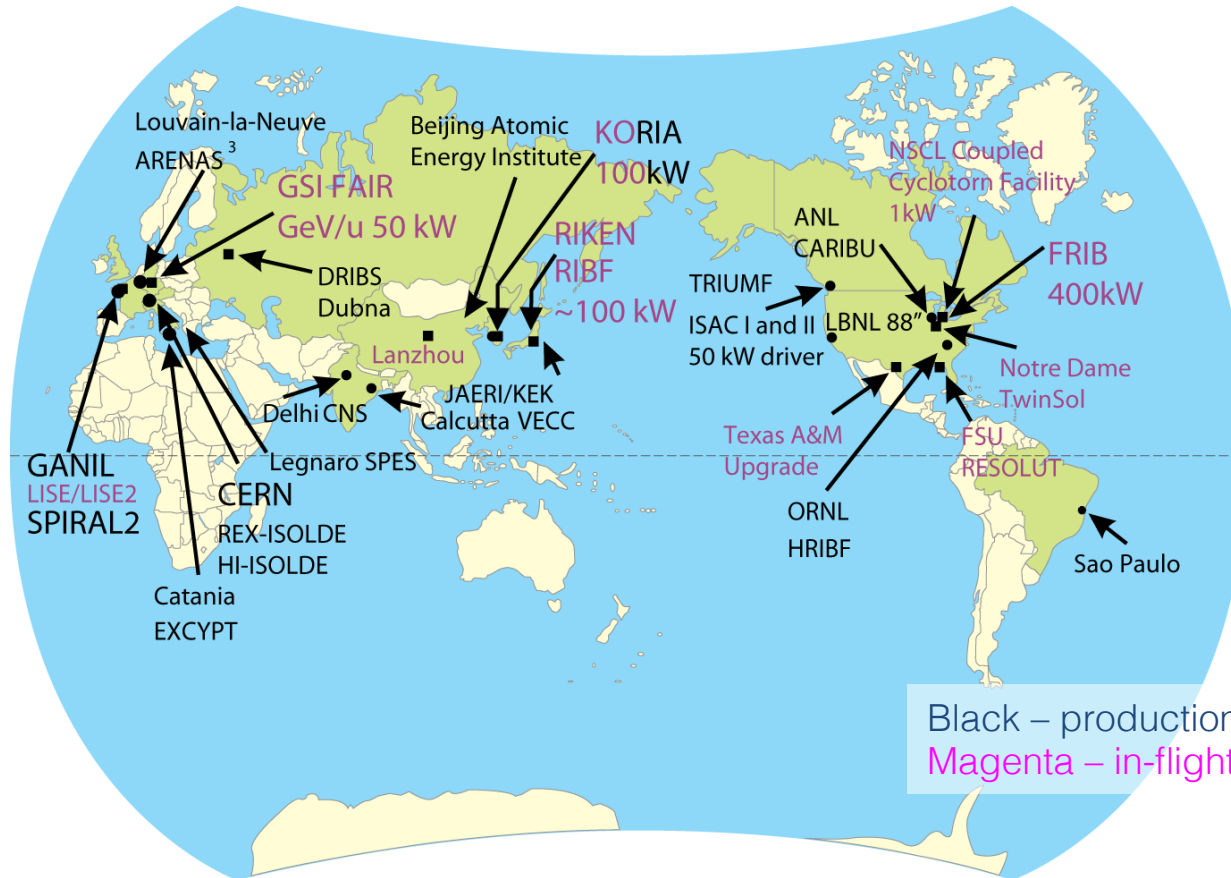 Louvain-la-Neuve
ARENAS 3
GSI FAIR
GeV/u 50 kW
DRIBS
Dubna
Beijing Atomic
Energy Institute
KORIA
100kW
RIKEN
RIBF
~100 kW
Lanzhou
JAERI/KEK
Delhi CNS
Calcutta VECC
Legnaro SPES
GANIL
LISE/LISE2
SPIRAL2
CERN
REX-ISOLDE
HI-ISOLDE
Catania
EXCYPT
NSCL Coupled
Cyclotorn Facility
1kW
ANL
CARIBU
FRIB
400kW
TRIUMF
ISAC I and II
50 kW driver
LBNL 88”
Notre Dame
TwinSol
Texas A&M
Upgrade
FSU
RESOLUT
ORNL
HRIBF
Sao Paulo
Black – production
Magenta – in-flight